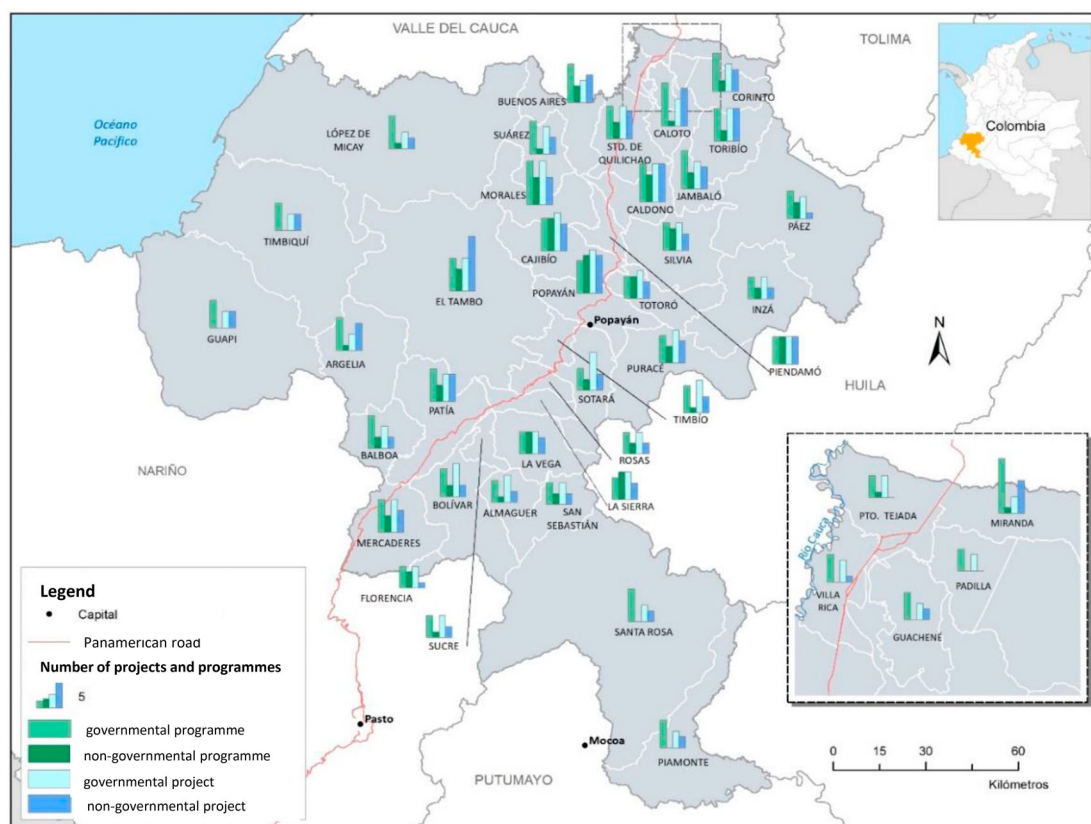 VALLE DEL CAUCA
TOLIMA
Océano
Pacífico
Colombia
BUENOS AIRES
CORINTO
LÓPEZ DE
MICAY
SUÁREZ
STD. DE
QUILICHAO
CALOTO
TORIBÍO
MORALES
CALDONO
JAMBALÓ
PÁEZ
TIMBIQUÍ
CAJIBÍO
SILVIA
EL TAMBO
POPAYÁN
TOTORÓ
INZÁ
GUAPI
ARGELIA
Popayán
N
PURACÉ
PIENDAMÓ
HUILA
PATÍA
SOTARÁ
TIMBÍO
BALBOA
NARIÑO
LA VEGA
ROSAS
BOLÍVAR
ALMAGUER
SAN
SEBASTIÁN
LA SIERRA
MERCADERES
FLORENCIA
SUCRE
SANTA ROSA
PIAMONTE
Río Cauca
PTO. TEJADA
MIRANDA
VILLA
RICA
PADILLA
GUACHENÉ
Legend
Capital
Panamerican road
Number of projects and programmes
5
governmental programme
non-governmental programme
governmental project
non-governmental project
Pasto
Mocoa
PUTUMAYO
0 15 30 60
Kilómetros